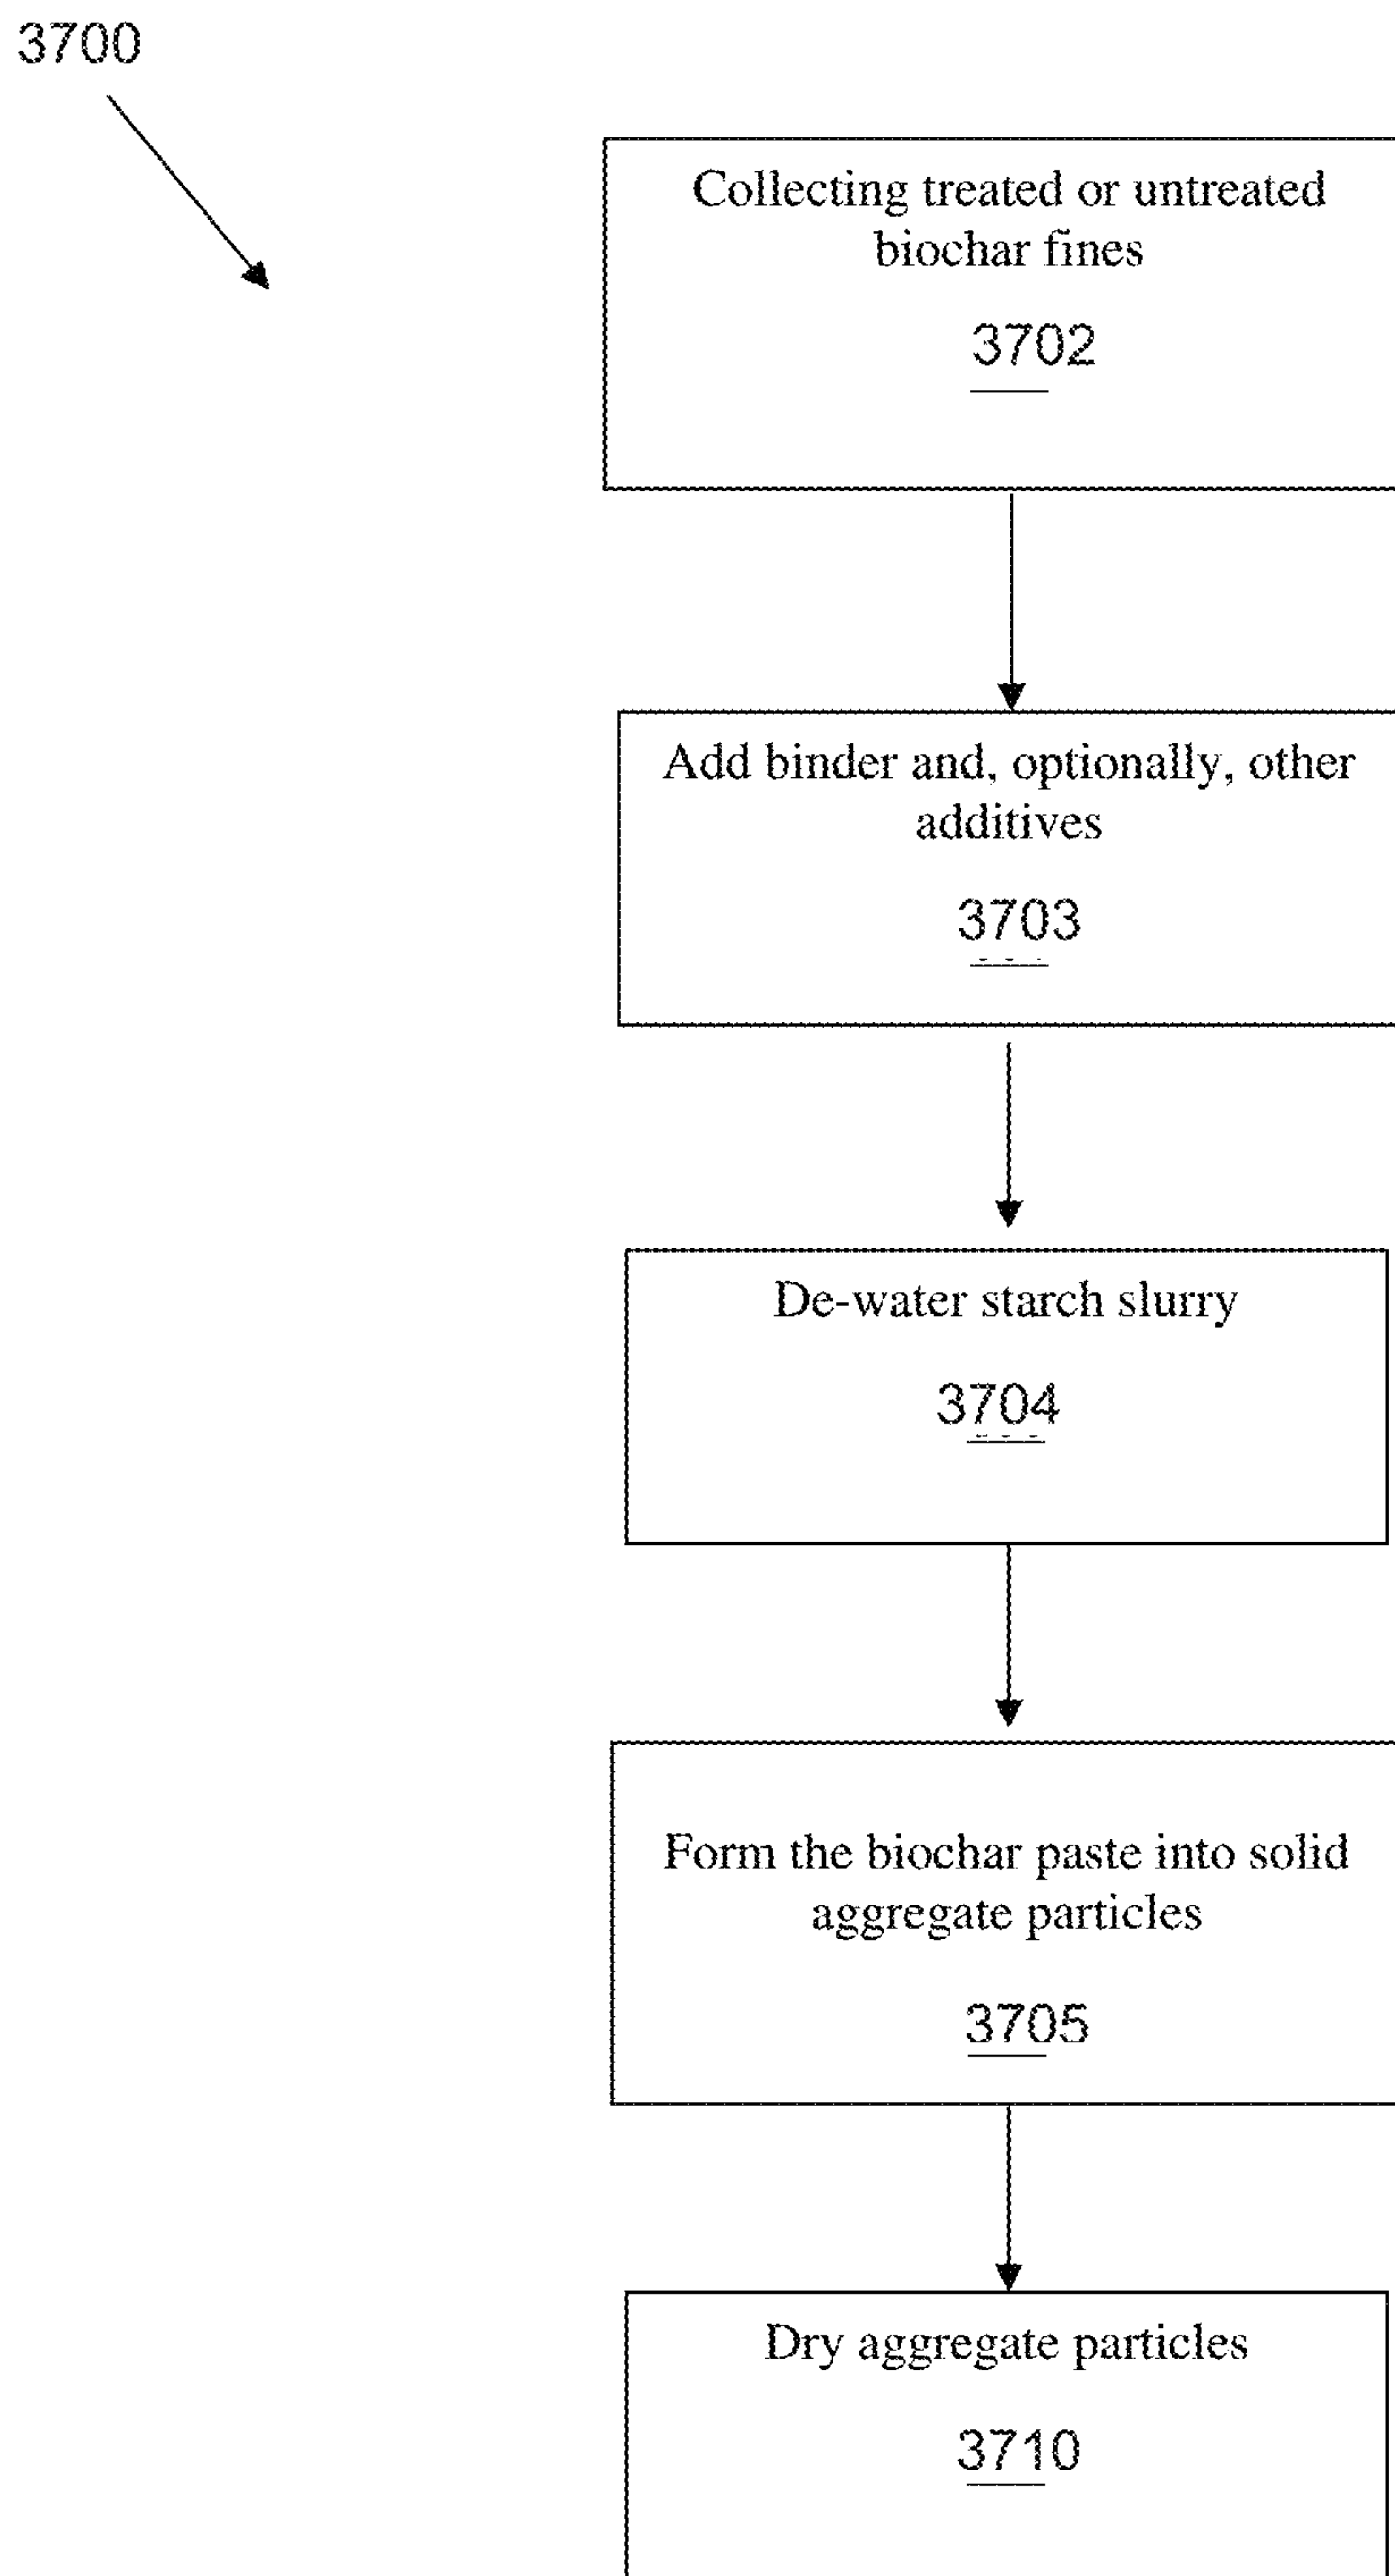 3700
Collecting treated or untreated
biochar fines
3702
Add binder and, optionally, other
additives
3703
De-water starch slurry
3704
Form the biochar paste into solid
aggregate particles
3705
Dry aggregate particles
3710